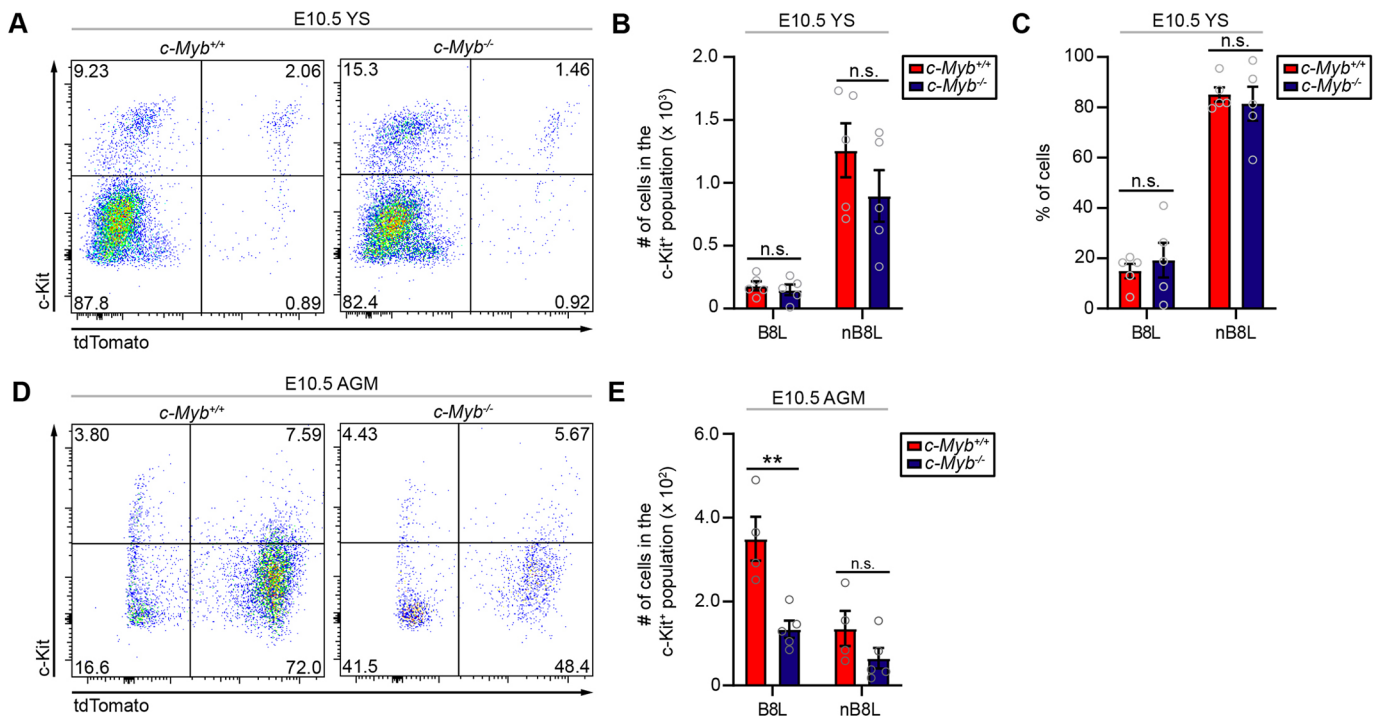 A
E10.5 YS
c-Myb+/+
c-Myb-/-
9.23
2.06
15.3
1.46
87.8
0.89
82.4
0.92
c-Kit
tdTomato
B
E10.5 YS
# of cells in the
c-Kit+ population (x 10³)
2.0
1.5
1.0
0.5
0
n.s.
n.s.
c-Myb+/+
c-Myb-/-
B8L
nB8L
C
E10.5 YS
% of cells
100
80
60
40
20
0
n.s.
n.s.
c-Myb+/+
c-Myb-/-
B8L
nB8L
D
E10.5 AGM
c-Myb+/+
c-Myb-/-
3.80
7.59
4.43
5.67
16.6
72.0
41.5
48.4
c-Kit
tdTomato
E
E10.5 AGM
# of cells in the
c-Kit+ population (x 10²)
6.0
4.0
2.0
0
**
n.s.
c-Myb+/+
c-Myb-/-
B8L
nB8L